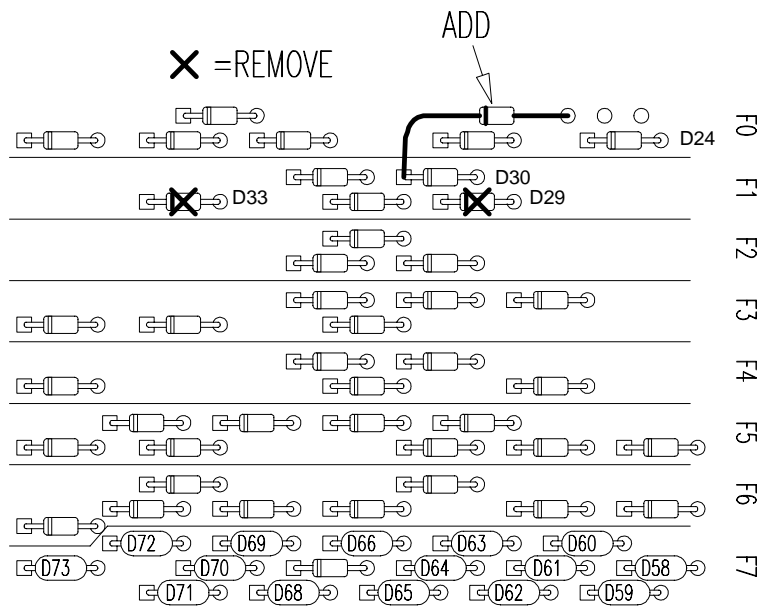 ADD
=REMOVE
F0
D24
D30
F1
D33
D29
F2
F3
F4
F5
F6
D72 D69 D66 D63 D60
F7
D73 D70 D64 D61 D58
D71 D68 D65 D62 D59